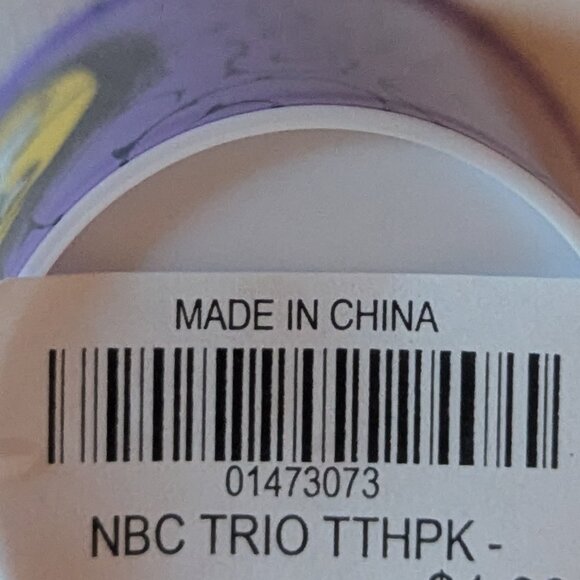 MADE IN CHINA
01473073
NBC TRIO TTHPK -